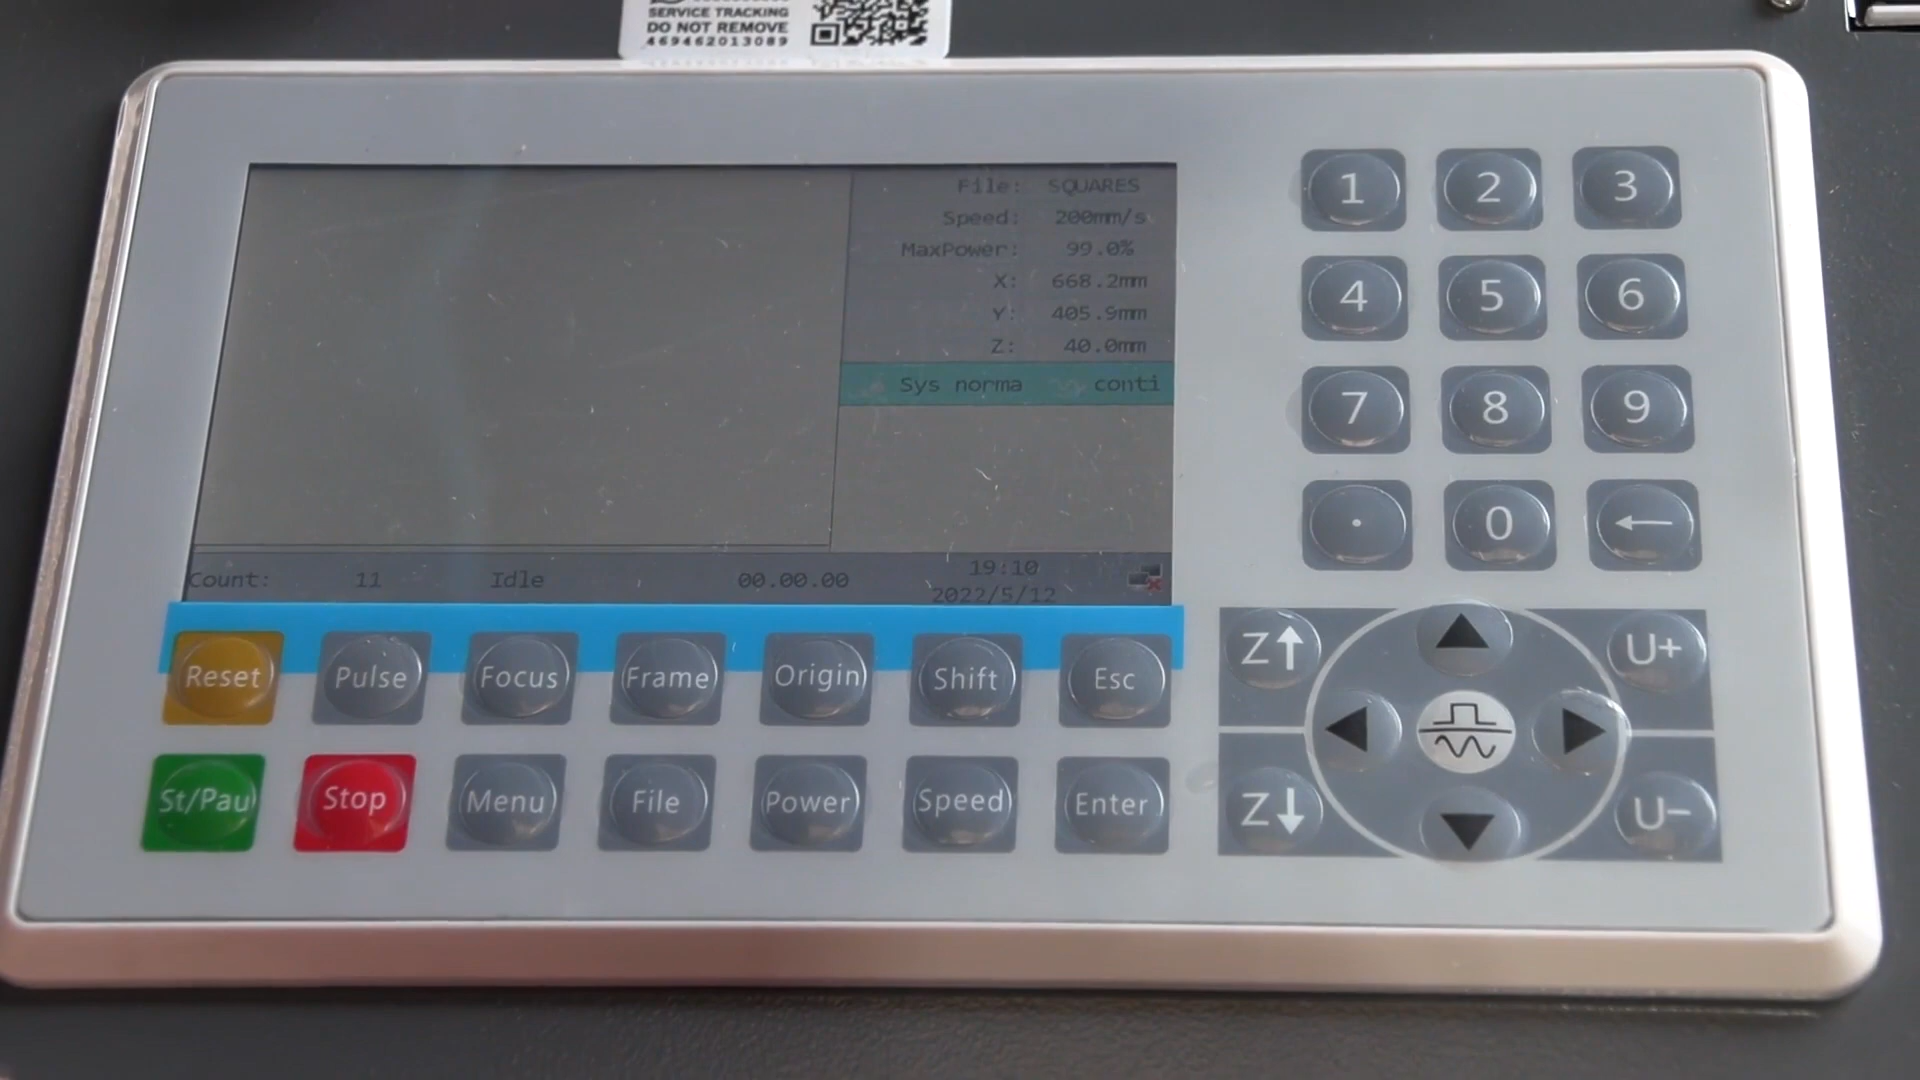 SERVICE TRACKING
DO NOT REMOVE
469462013089
File: SQUARES
Speed: 200mm/s
MaxPower: 99.0%
X: 668.2mm
Y: 405.9mm
Z: 40.0mm
Sys norma conti
Count: 11 Idle 00.00.00 19:10
2022/5/12
Reset Pulse Focus Frame Origin Shift Esc
St/Pau Stop Menu File Power Speed Enter
1 2 3
4 5 6
7 8 9
. 0 ←
Z↑ U+
Z↓ U−